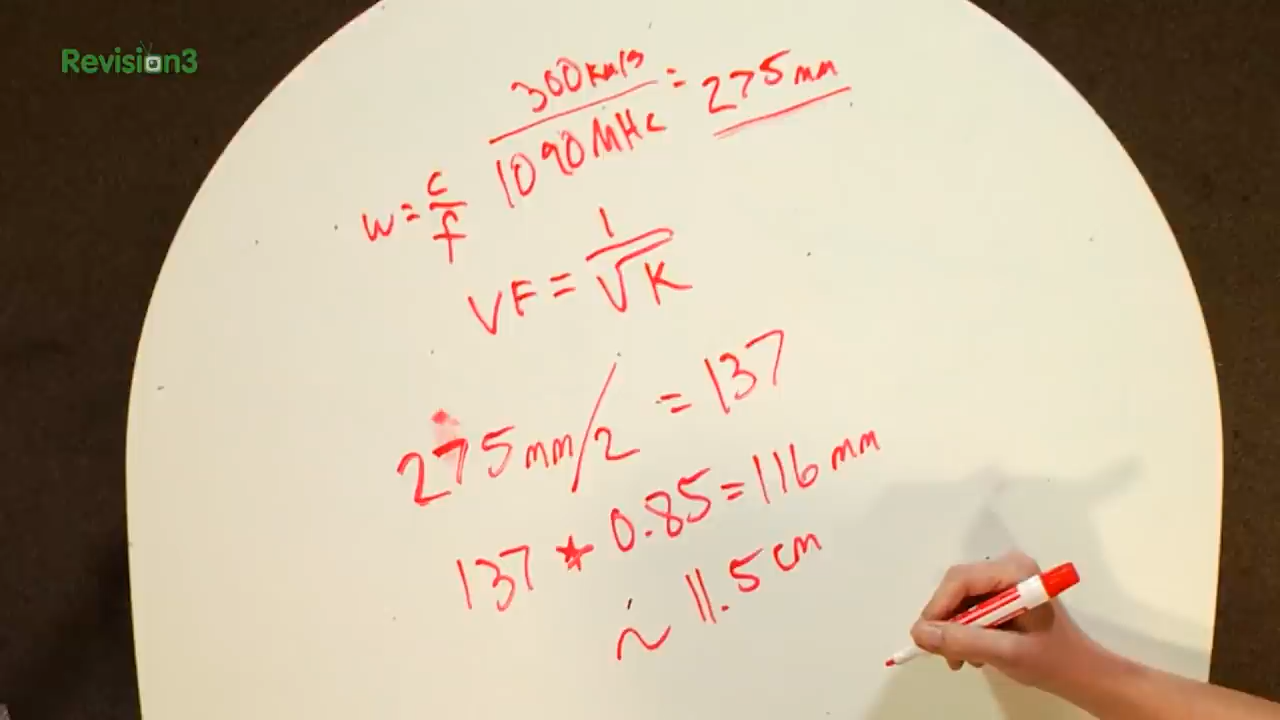 Revision3
300km/s
1090MHz = 275mm
w = c/f
VF = 1/√K
275mm/2 = 137
137 * 0.85 = 116mm
~ 11.5cm